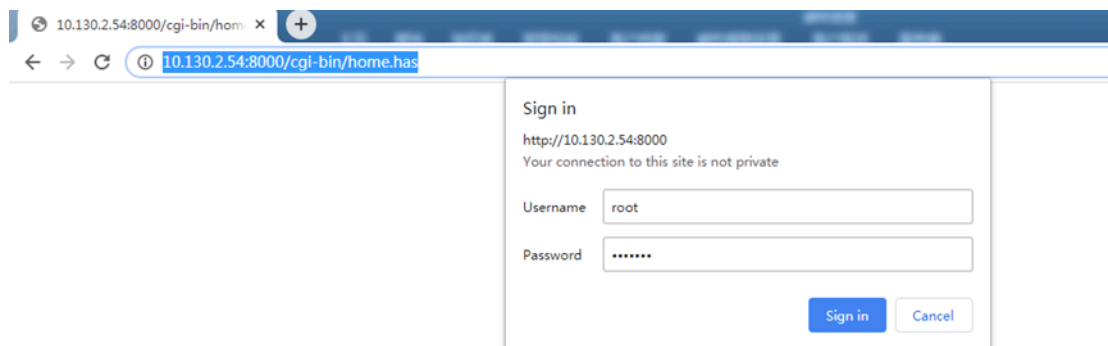 10.130.2.54:8000/cgi-bin/hom
10.130.2.54:8000/cgi-bin/home.has
Sign in
http://10.130.2.54:8000
Your connection to this site is not private
Username root
Password •••••••
Sign in Cancel